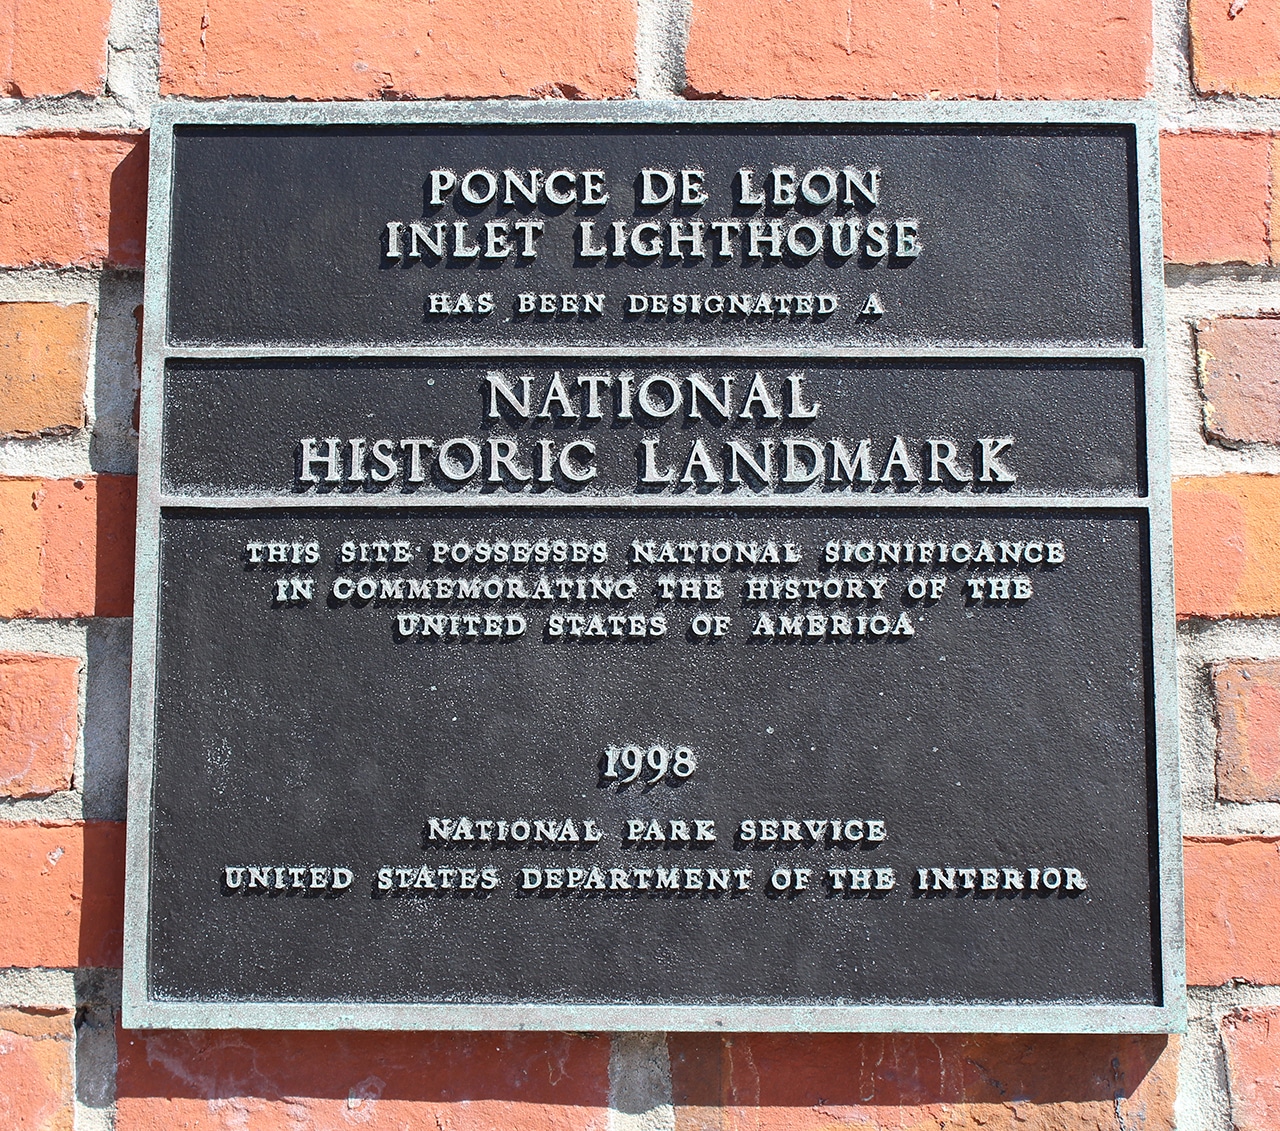 PONCE DE LEON
INLET LIGHTHOUSE
HAS BEEN DESIGNATED A
NATIONAL
HISTORIC LANDMARK
THIS SITE POSSESSES NATIONAL SIGNIFICANCE
IN COMMEMORATING THE HISTORY OF THE
UNITED STATES OF AMERICA
1998
NATIONAL PARK SERVICE
UNITED STATES DEPARTMENT OF THE INTERIOR